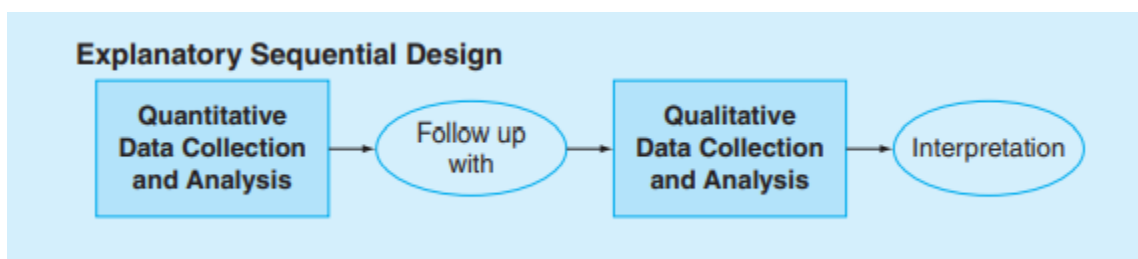 Explanatory Sequential Design
Quantitative
Data Collection
and Analysis
Follow up
with
Qualitative
Data Collection
and Analysis
Interpretation